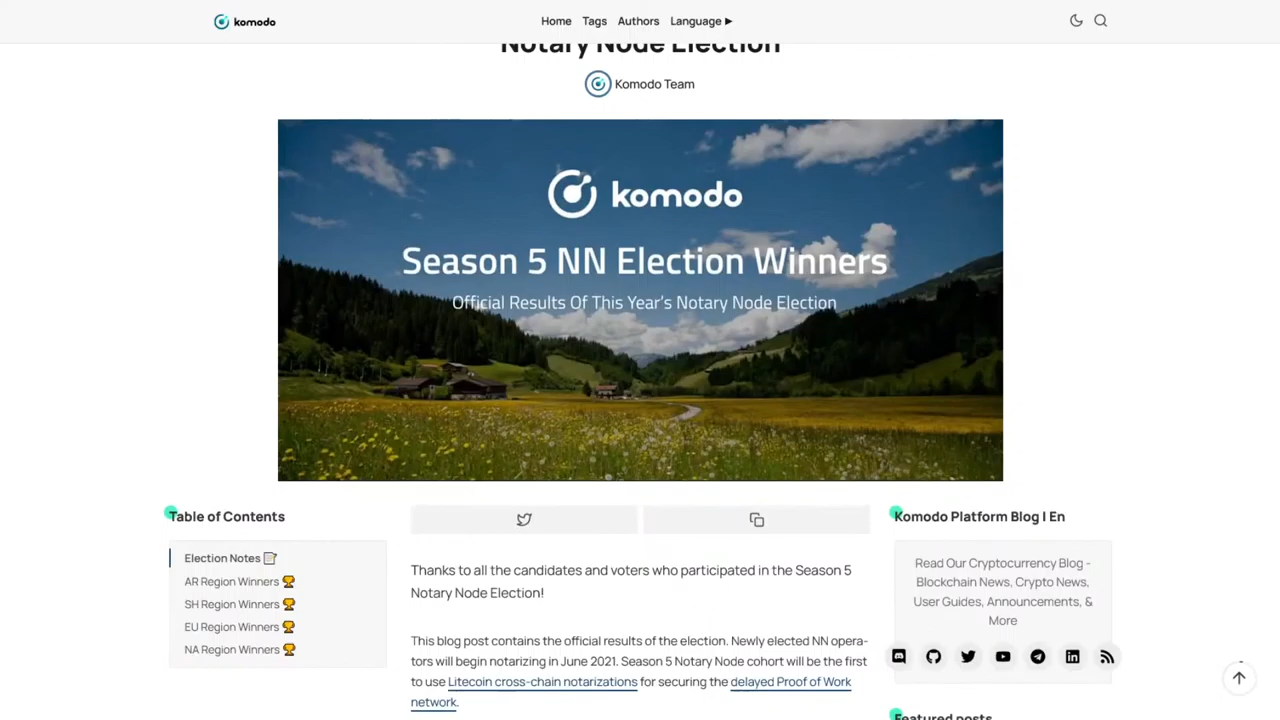 komodo
Home Tags Authors Language ▶
Notary Node Election
Komodo Team
komodo
Season 5 NN Election Winners
Official Results Of This Year's Notary Node Election
Table of Contents
Election Notes 📝
AR Region Winners 🏆
SH Region Winners 🏆
EU Region Winners 🏆
NA Region Winners 🏆
Thanks to all the candidates and voters who participated in the Season 5
Notary Node Election!
This blog post contains the official results of the election. Newly elected NN opera-
tors will begin notarizing in June 2021. Season 5 Notary Node cohort will be the first
to use Litecoin cross-chain notarizations for securing the delayed Proof of Work
network.
Komodo Platform Blog | En
Read Our Cryptocurrency Blog -
Blockchain News, Crypto News,
User Guides, Announcements, &
More
Featured posts